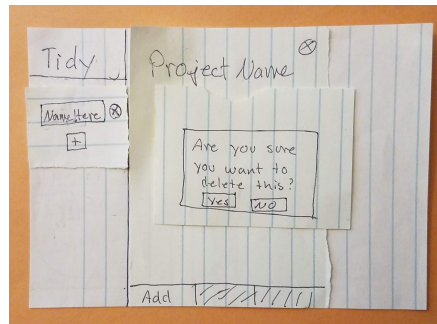 Tidy
Project Name
Name Here
+
Are you sure
you want to
delete this?
Yes
NO
Add